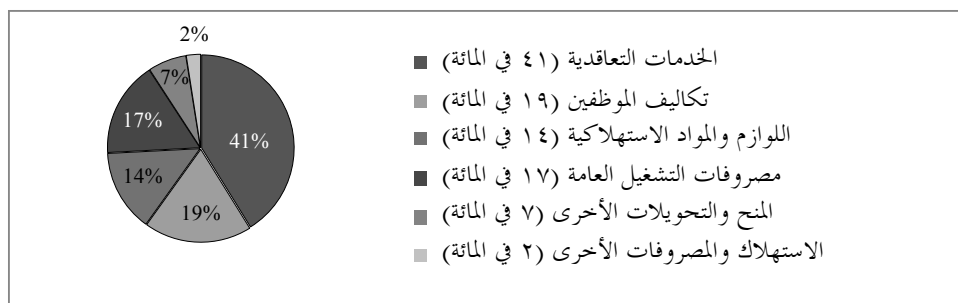 2%
7%
17%
41%
14%
19%
الخدمات التعاقدية (٤١ في المائة)
تكاليف الموظفين (١٩ في المائة)
اللوازم والمواد الاستهلاكية (١٤ في المائة)
مصروفات التشغيل العامة (١٧ في المائة)
المنح والتحويلات الأخرى (٧ في المائة)
الاستهلاك والمصروفات الأخرى (٢ في المائة)